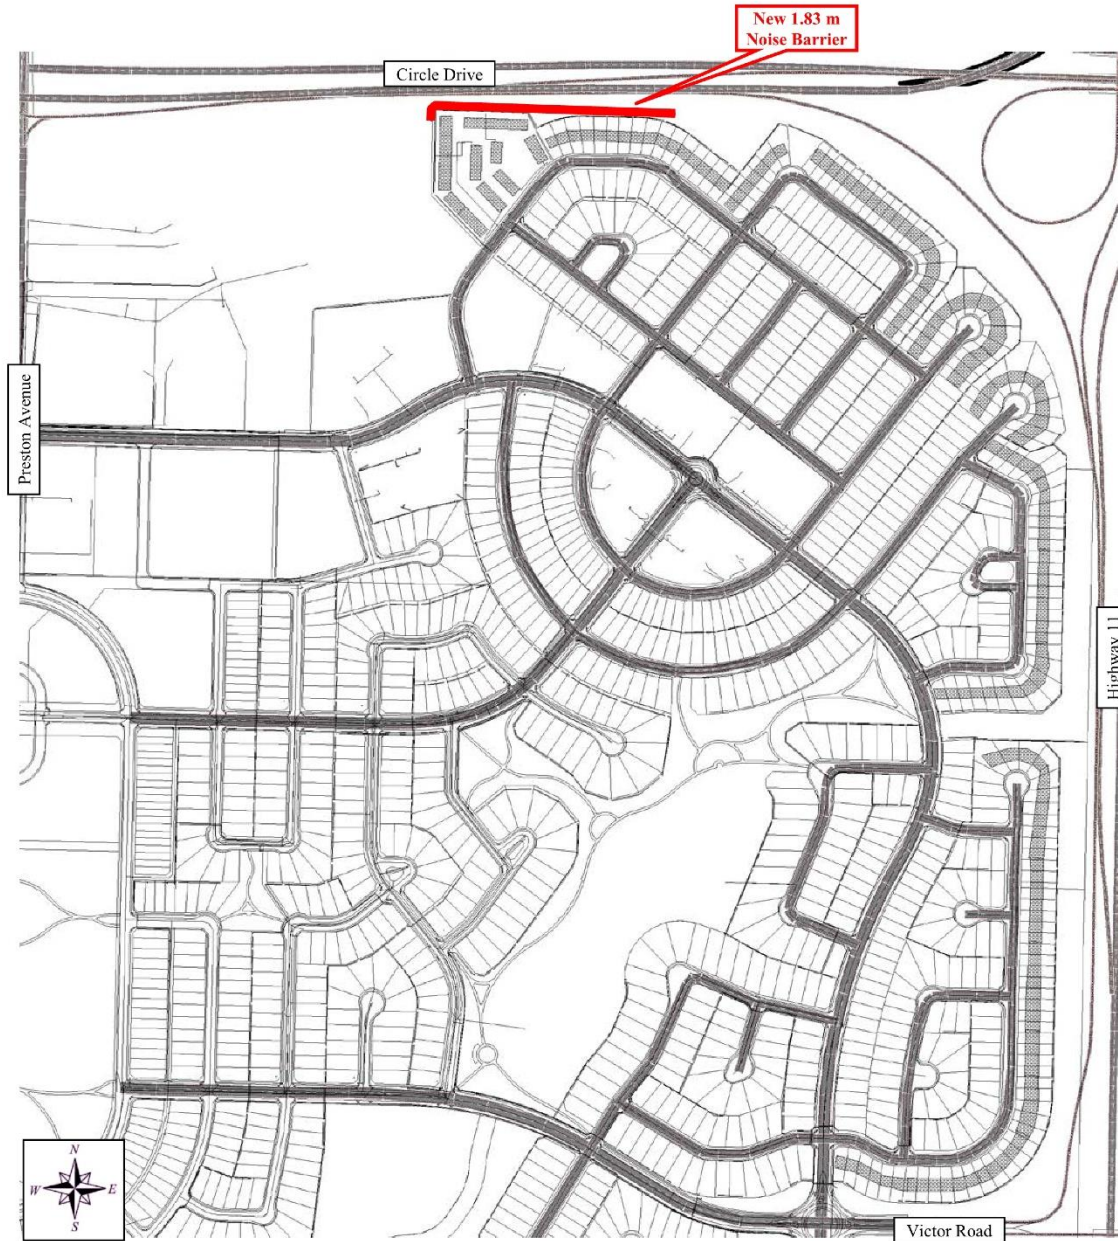 New 1.83 m
Noise Barrier
Circle Drive
Preston Avenue
Highway 11
N
W
E
S
Victor Road